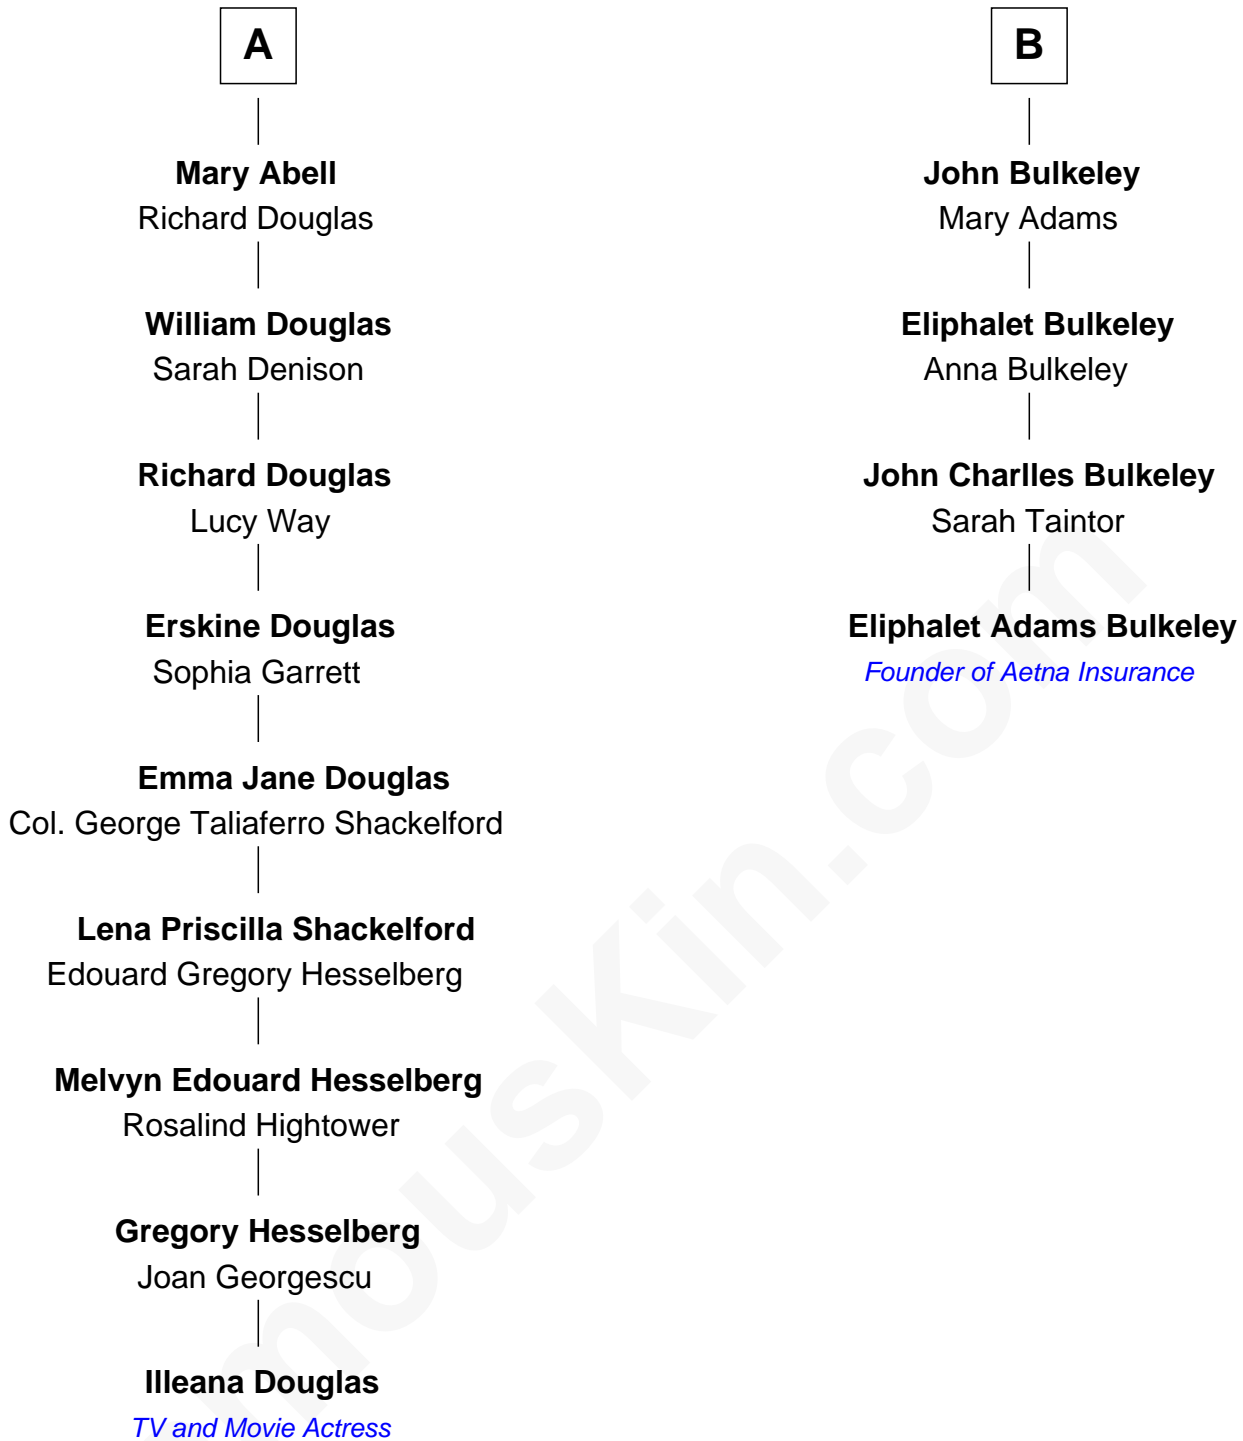 A
Mary Abell
Richard Douglas
William Douglas
Sarah Denison
Richard Douglas
Lucy Way
Erskine Douglas
Sophia Garrett
Emma Jane Douglas
Col. George Taliaferro Shackelford
Lena Priscilla Shackelford
Edouard Gregory Hesselberg
Melvyn Edouard Hesselberg
Rosalind Hightower
Gregory Hesselberg
Joan Georgescu
Illeana Douglas
TV and Movie Actress
B
John Bulkeley
Mary Adams
Eliphalet Bulkeley
Anna Bulkeley
John Charlles Bulkeley
Sarah Taintor
Eliphalet Adams Bulkeley
Founder of Aetna Insurance
mousKin.com